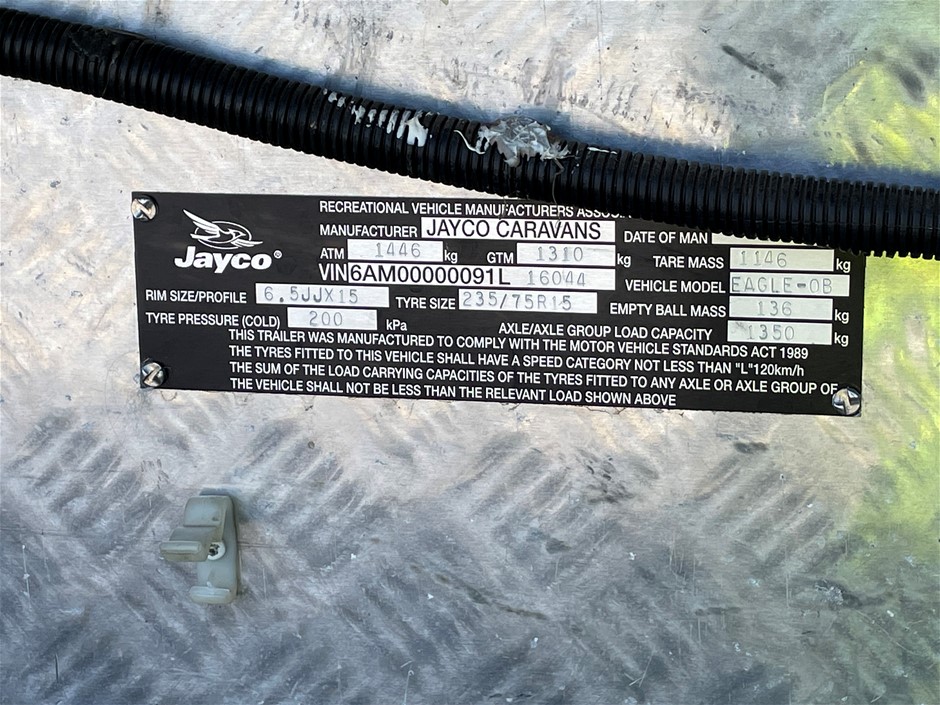 RECREATIONAL VEHICLE MANUFACTURERS
MANUFACTURER JAYCO CARAVANS DATE OF MAN
Jayco®
ATM 1446 kg GTM 1310 kg TARE MASS 1146 kg
VIN 6AM00000091L 16044 VEHICLE MODEL EAGLE-OB
RIM SIZE/PROFILE 6.5JJX15 TYRE SIZE 235/75R15 EMPTY BALL MASS 136 kg
TYRE PRESSURE (COLD) 200 kPa AXLE/AXLE GROUP LOAD CAPACITY 1350 kg
THIS TRAILER WAS MANUFACTURED TO COMPLY WITH THE MOTOR VEHICLE STANDARDS ACT 1989
THE TYRES FITTED TO THIS VEHICLE SHALL HAVE A SPEED CATEGORY NOT LESS THAN "L"120km/h
THE SUM OF THE LOAD CARRYING CAPACITIES OF THE TYRES FITTED TO ANY AXLE OR AXLE GROUP OF
THE VEHICLE SHALL NOT BE LESS THAN THE RELEVANT LOAD SHOWN ABOVE